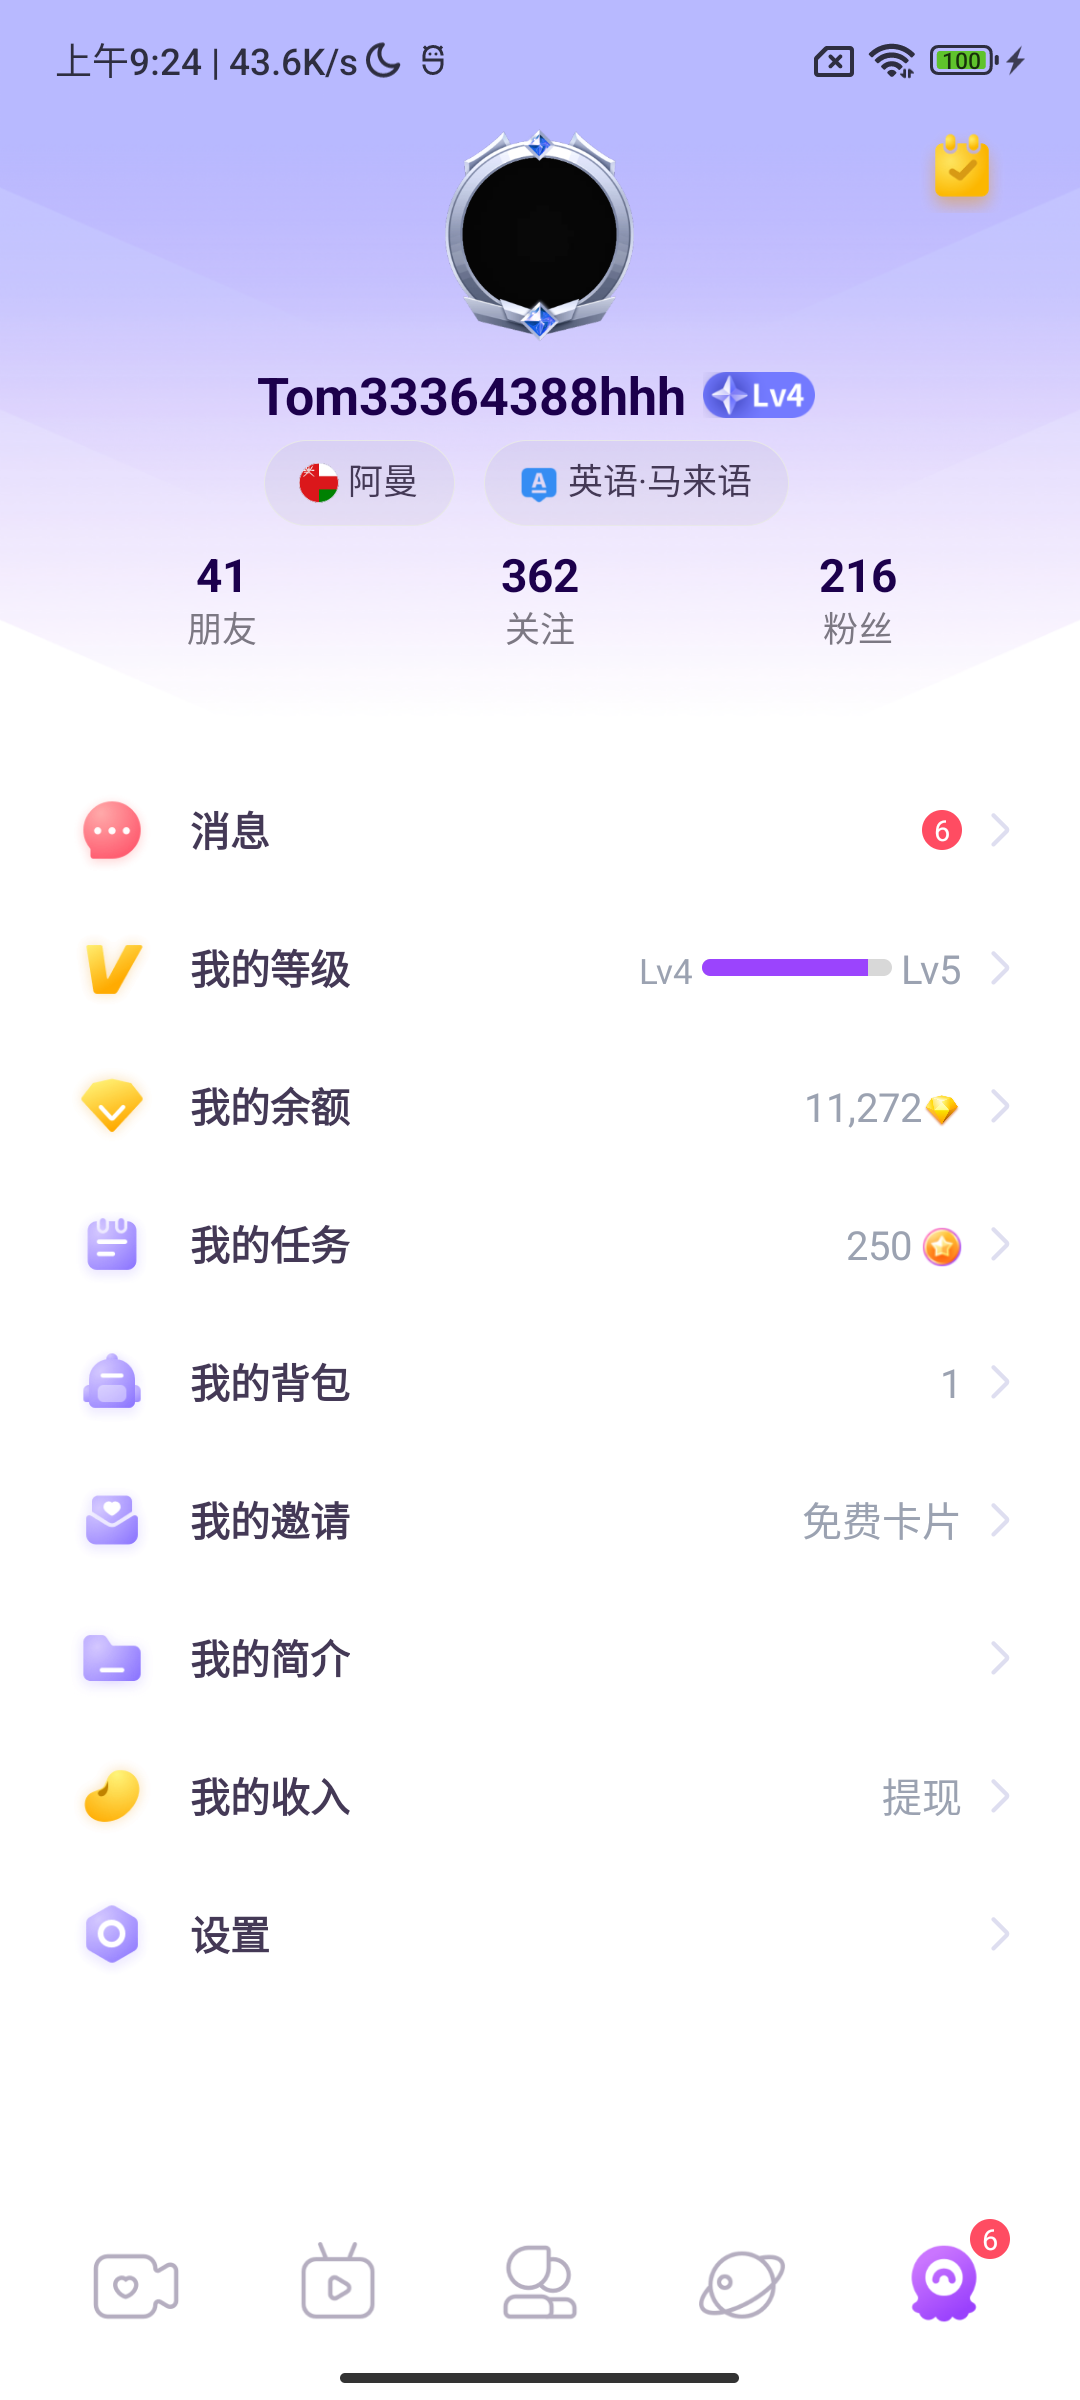 上午9:24 | 43.6K/s
100
Tom33364388hhh Lv4
阿曼 A 英语·马来语
41 362 216
朋友 关注 粉丝
消息 6
我的等级 Lv4 Lv5
我的余额 11,272
我的任务 250
我的背包 1
我的邀请 免费卡片
我的简介
我的收入 提现
设置
6